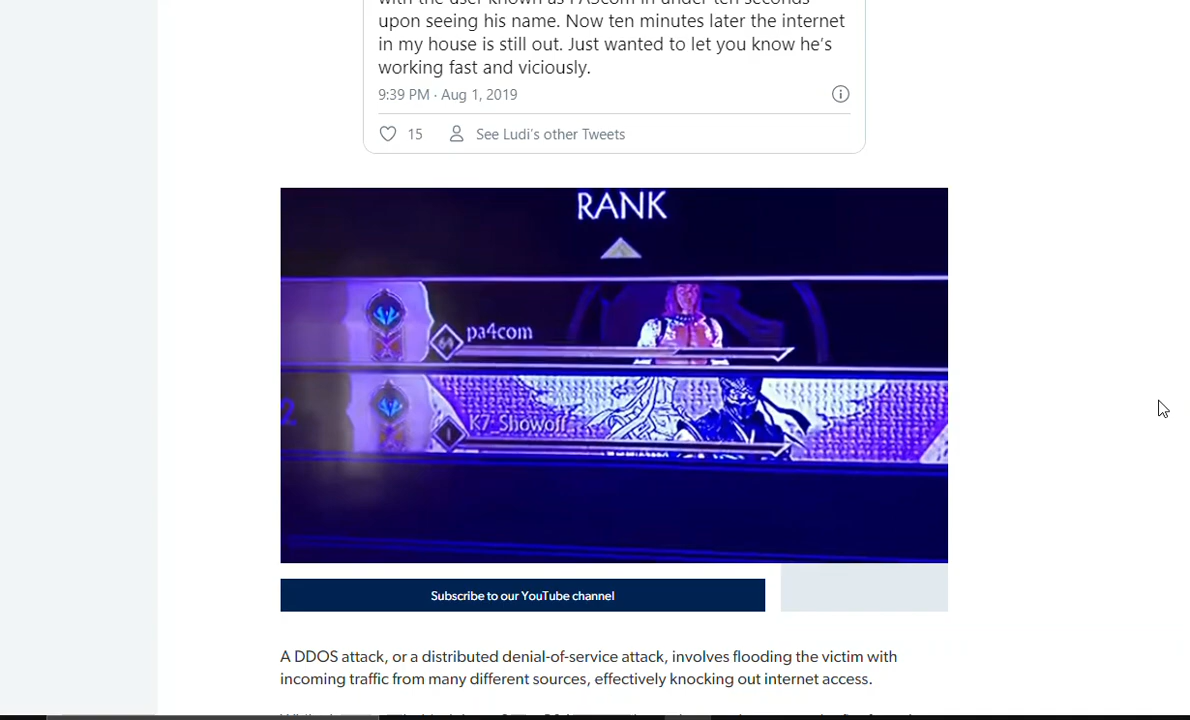 upon seeing his name. Now ten minutes later the internet
in my house is still out. Just wanted to let you know he's
working fast and viciously.
9:39 PM · Aug 1, 2019
15 See Ludi's other Tweets
RANK
64 pa4com
2
1 K7_Showoff
Subscribe to our YouTube channel
A DDOS attack, or a distributed denial-of-service attack, involves flooding the victim with
incoming traffic from many different sources, effectively knocking out internet access.